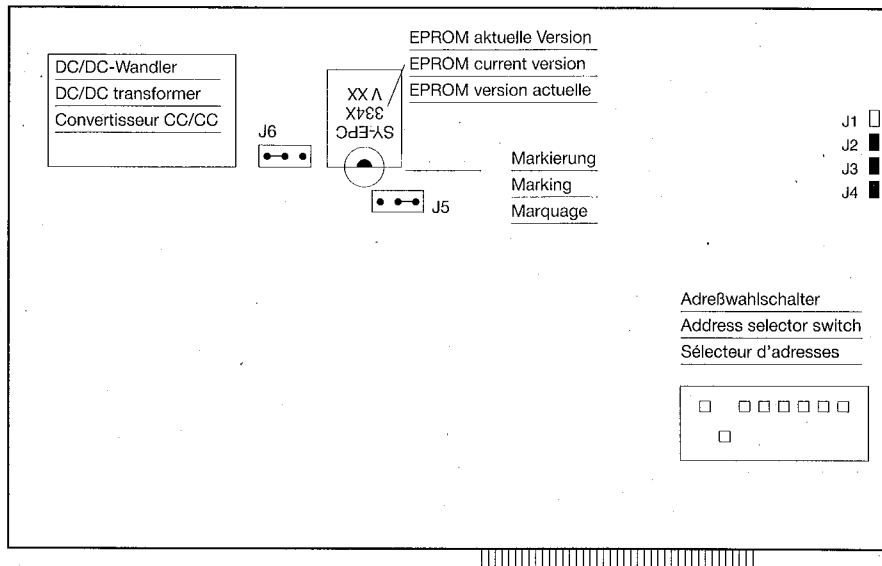 EPROM aktuelle Version
EPROM current version
EPROM version actuelle
DC/DC-Wandler
DC/DC transformer
Convertisseur CC/CC
SY-EPC
334X
V XX
J6
J5
Markierung
Marking
Marquage
J1
J2
J3
J4
Adreßwahlschalter
Address selector switch
Sélecteur d'adresses